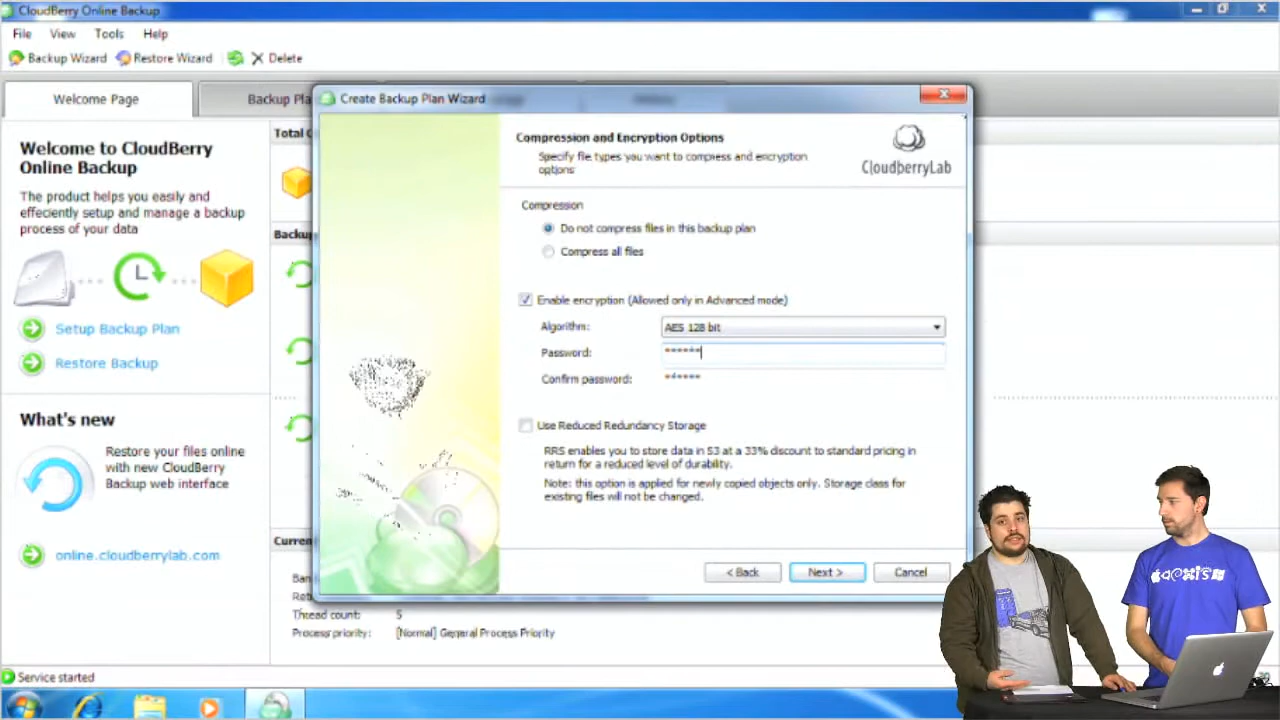 CloudBerry Online Backup
File View Tools Help
Backup Wizard Restore Wizard Delete
Welcome Page
Backup Pla
Create Backup Plan Wizard
Welcome to CloudBerry
Online Backup
The product helps you easily and
effeciently setup and manage a backup
process of your data
Setup Backup Plan
Restore Backup
What's new
Restore your files online
with new CloudBerry
Backup web interface
online.cloudberrylab.com
Total
Backup
Curren
Thread count: 5
Process priority: [Normal] General Process Priority
Compression and Encryption Options
Specify file types you want to compress and encryption
options
CloudberryLab
Compression
Do not compress files in this backup plan
Compress all files
Enable encryption (Allowed only in Advanced mode)
Algorithm: AES 128 bit
Password: ******
Confirm password: ******
Use Reduced Redundancy Storage
RRS enables you to store data in S3 at a 33% discount to standard pricing in
return for a reduced level of durability.
Note: this option is applied for newly copied objects only. Storage class for
existing files will not be changed.
< Back Next > Cancel
Service started